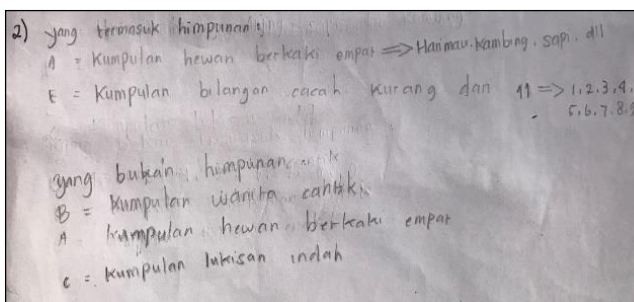 2) yang termasuk himpunan
A = Kumpulan hewan berkaki empat => Harimau. Kambing. sapi. dll
E = Kumpulan bilangan cacah kurang dari 11 => 1.2.3.4.
5.6.7.8.9
yang bukan himpunan
B = Kumpulan wanita cantik
A kumpulan hewan berkaki empat
C = Kumpulan lukisan indah